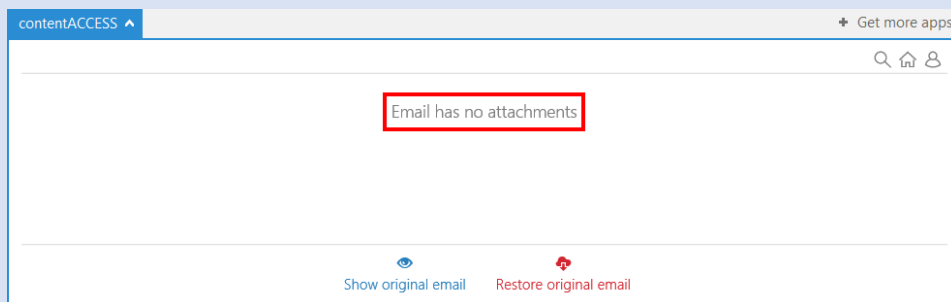 contentACCESS
Get more apps
Email has no attachments
Show original email
Restore original email